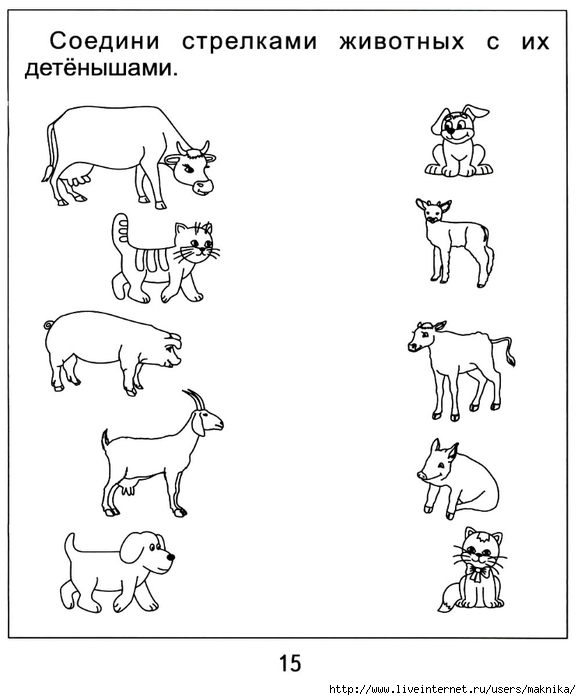 Соедини стрелками животных с их
детёнышами.
15
http://www.liveinternet.ru/users/maknika/